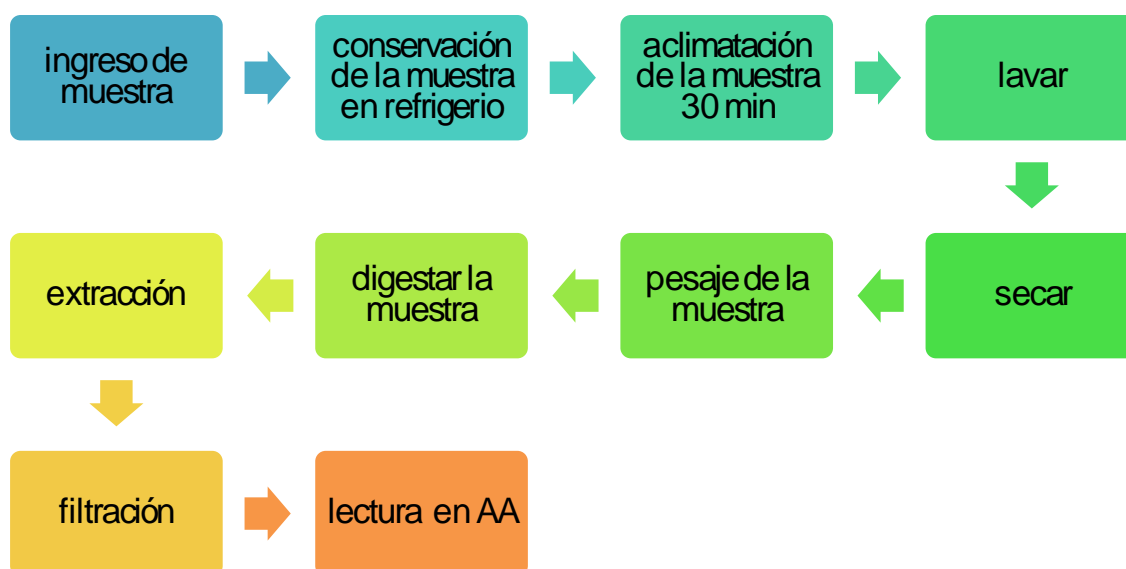 ingreso de
muestra
conservación
de la muestra
en refrigerio
aclimatación
de la muestra
30 min
lavar
secar
pesaje de la
muestra
digestar la
muestra
extracción
filtración
lectura en AA